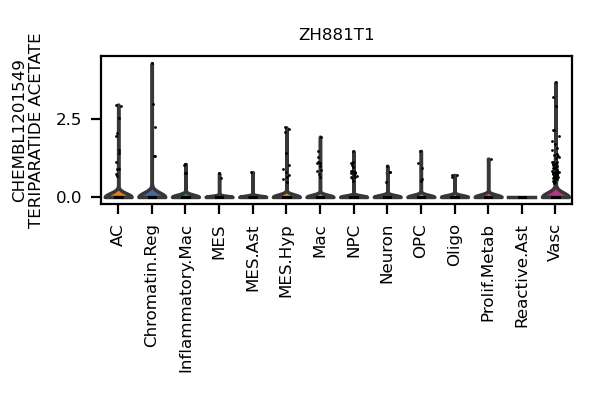 ZH881T1
CHEMBL1201549
TERIPARATIDE ACETATE
2.5
0.0
AC
Chromatin.Reg
Inflammatory.Mac
MES
MES.Ast
MES.Hyp
Mac
NPC
Neuron
OPC
Oligo
Prolif.Metab
Reactive.Ast
Vasc